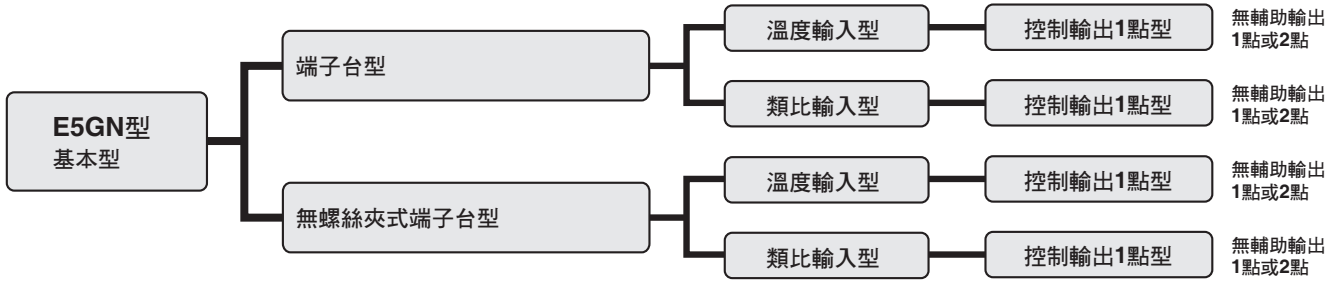 E5GN型
基本型
端子台型
溫度輸入型
控制輸出1點型
無輔助輸出
1點或2點
類比輸入型
控制輸出1點型
無輔助輸出
1點或2點
無螺絲夾式端子台型
溫度輸入型
控制輸出1點型
無輔助輸出
1點或2點
類比輸入型
控制輸出1點型
無輔助輸出
1點或2點